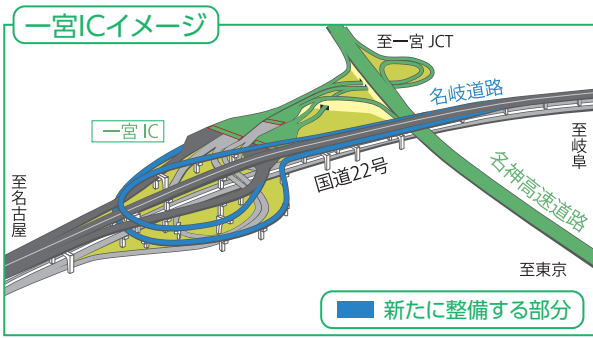 一宮ICイメージ
至一宮 JCT
名岐道路
一宮 IC
至岐阜
国道22号
至名古屋
名神高速道路
至東京
新たに整備する部分